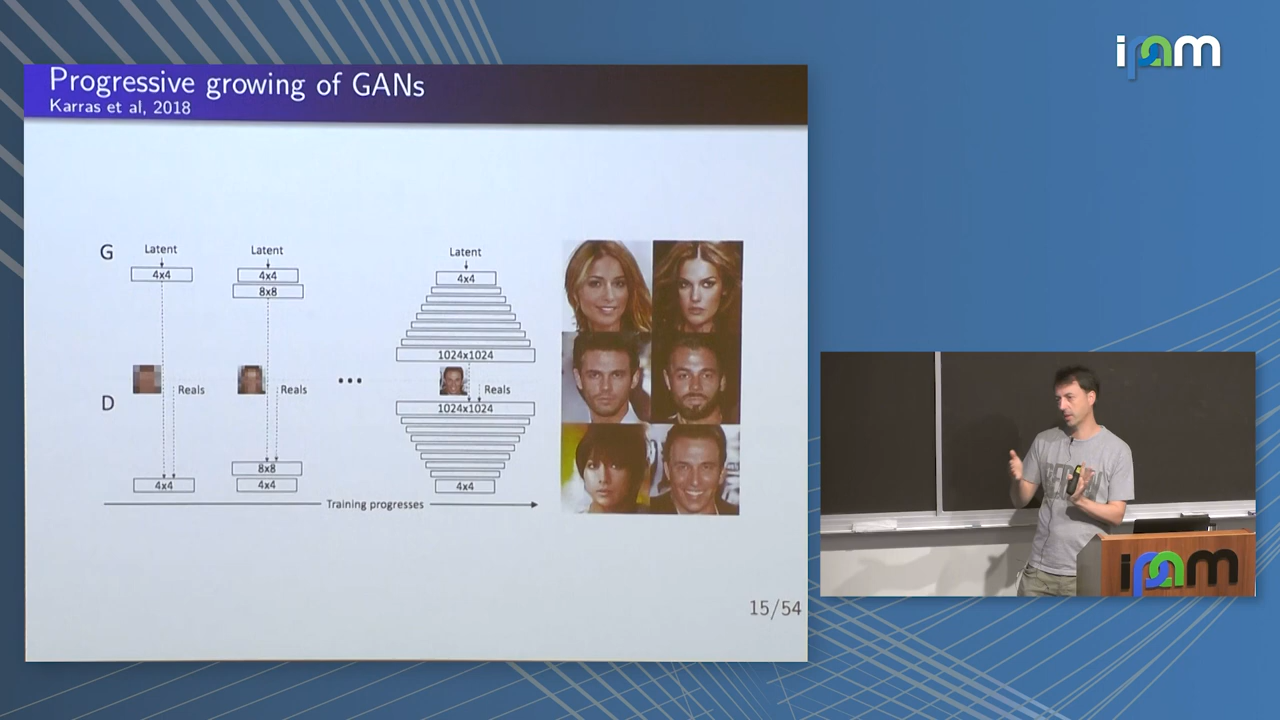 ipam
Progressive growing of GANs
Karras et al, 2018
G
Latent
Latent
Latent
4x4
4x4
4x4
8x8
1024x1024
Reals
Reals
Reals
D
1024x1024
8x8
4x4
4x4
4x4
Training progresses
15/54
ipam